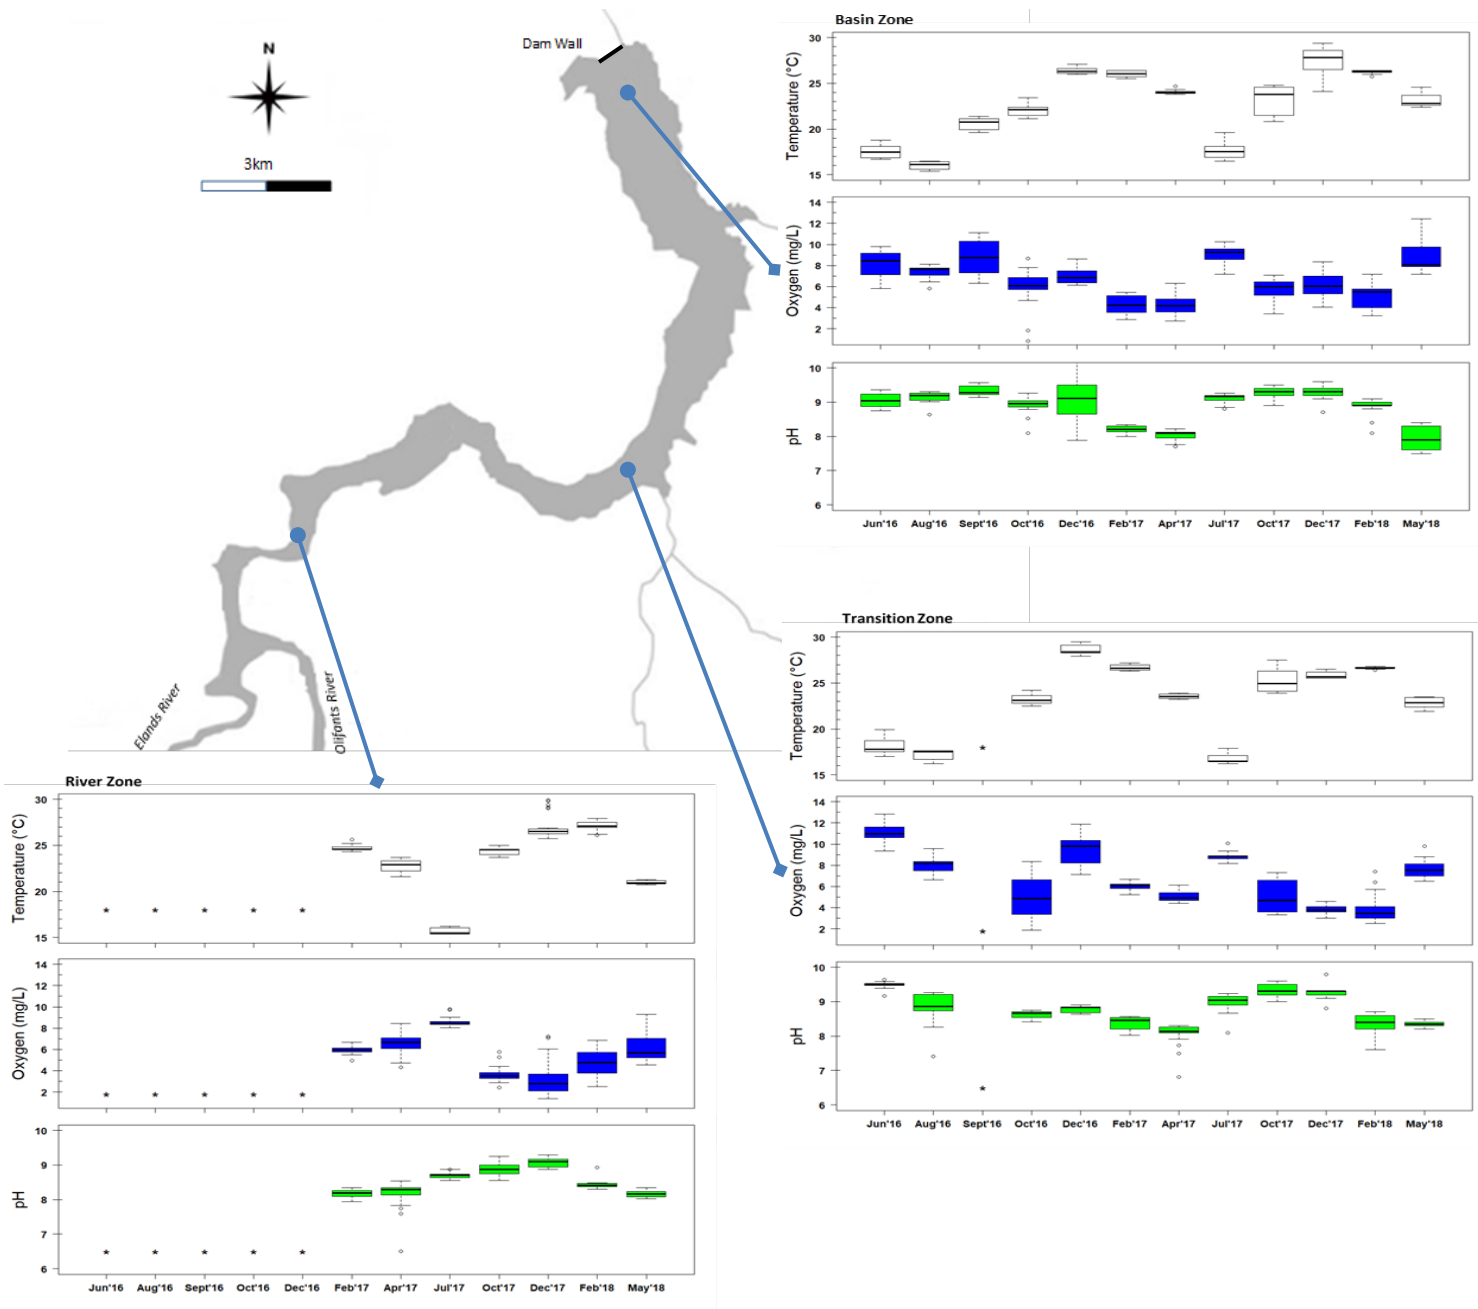 Basin Zone
N
Dam Wall
3km
Temperature (°C)
30
25
20
15
Oxygen (mg/L)
14
12
10
8
6
4
2
pH
10
9
8
7
6
Jun'16 Aug'16 Sept'16 Oct'16 Dec'16 Feb'17 Apr'17 Jul'17 Oct'17 Dec'17 Feb'18 May'18
Elands River
Olifants River
Transition Zone
Temperature (°C)
30
25
20
15
Oxygen (mg/L)
14
12
10
8
6
4
2
pH
10
9
8
7
6
Jun'16 Aug'16 Sept'16 Oct'16 Dec'16 Feb'17 Apr'17 Jul'17 Oct'17 Dec'17 Feb'18 May'18
River Zone
Temperature (°C)
30
25
20
15
* * * * *
Oxygen (mg/L)
14
12
10
8
6
4
2
* * * * *
pH
10
9
8
7
6
* * * * *
Jun'16 Aug'16 Sept'16 Oct'16 Dec'16 Feb'17 Apr'17 Jul'17 Oct'17 Dec'17 Feb'18 May'18